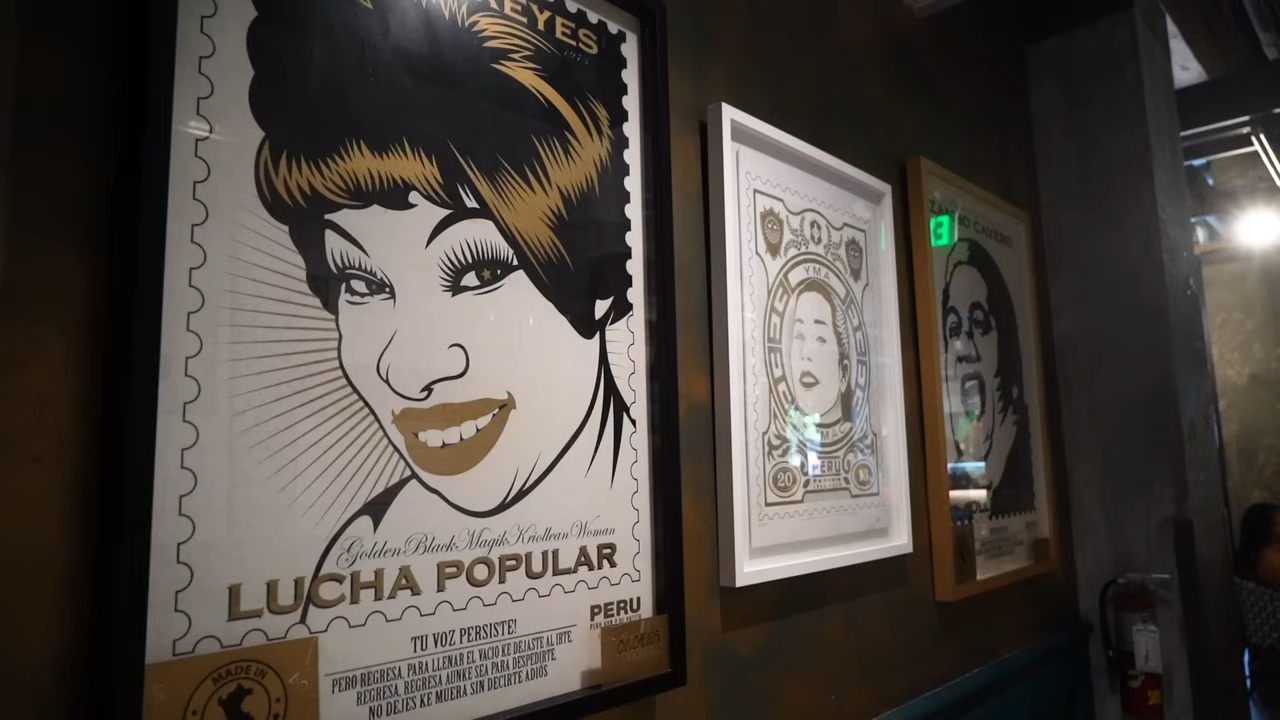 REYES
1975
Golden Black Magik Kriollean Woman
LUCHA POPULAR
PERU
TU VOZ PERSISTE!
PERO REGRESA, PARA LLENAR EL VACIO KE DEJASTE AL IRTE,
REGRESA, REGRESA AUNKE SEA PARA DESPEDIRTE,
NO DEJES KE MUERA SIN DECIRTE ADIOS
MADE IN
YMA
PERU
20
CAVERO